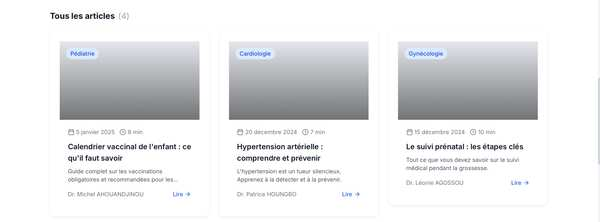 Tous les articles (4)
Pédiatrie
5 janvier 2025 8 min
Calendrier vaccinal de l'enfant : ce
qu'il faut savoir
Guide complet sur les vaccinations
obligatoires et recommandées pour les...
Dr. Michel AHOUANDJINOU
Lire →
Cardiologie
20 décembre 2024 7 min
Hypertension artérielle :
comprendre et prévenir
L'hypertension est un tueur silencieux.
Apprenez à la détecter et à la prévenir.
Dr. Patrice HOUNGBO
Lire →
Gynécologie
15 décembre 2024 10 min
Le suivi prénatal : les étapes clés
Tout ce que vous devez savoir sur le suivi
médical pendant la grossesse.
Dr. Léonie AGOSSOU
Lire →